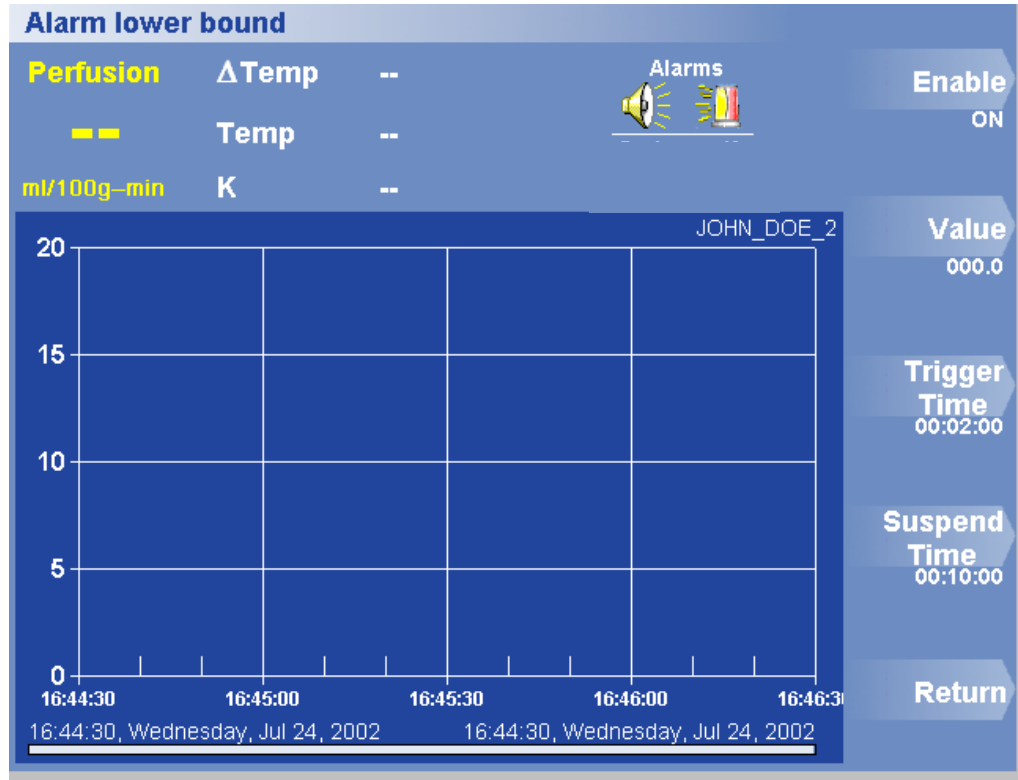 Alarm lower bound
Perfusion
ΔTemp --
Alarms
--
Temp --
ml/100g–min
K --
Enable
ON
Value
000.0
Trigger
Time
00:02:00
Suspend
Time
00:10:00
Return
JOHN_DOE_2
20
15
10
5
0
16:44:30 16:45:00 16:45:30 16:46:00 16:46:3
16:44:30, Wednesday, Jul 24, 2002 16:44:30, Wednesday, Jul 24, 2002